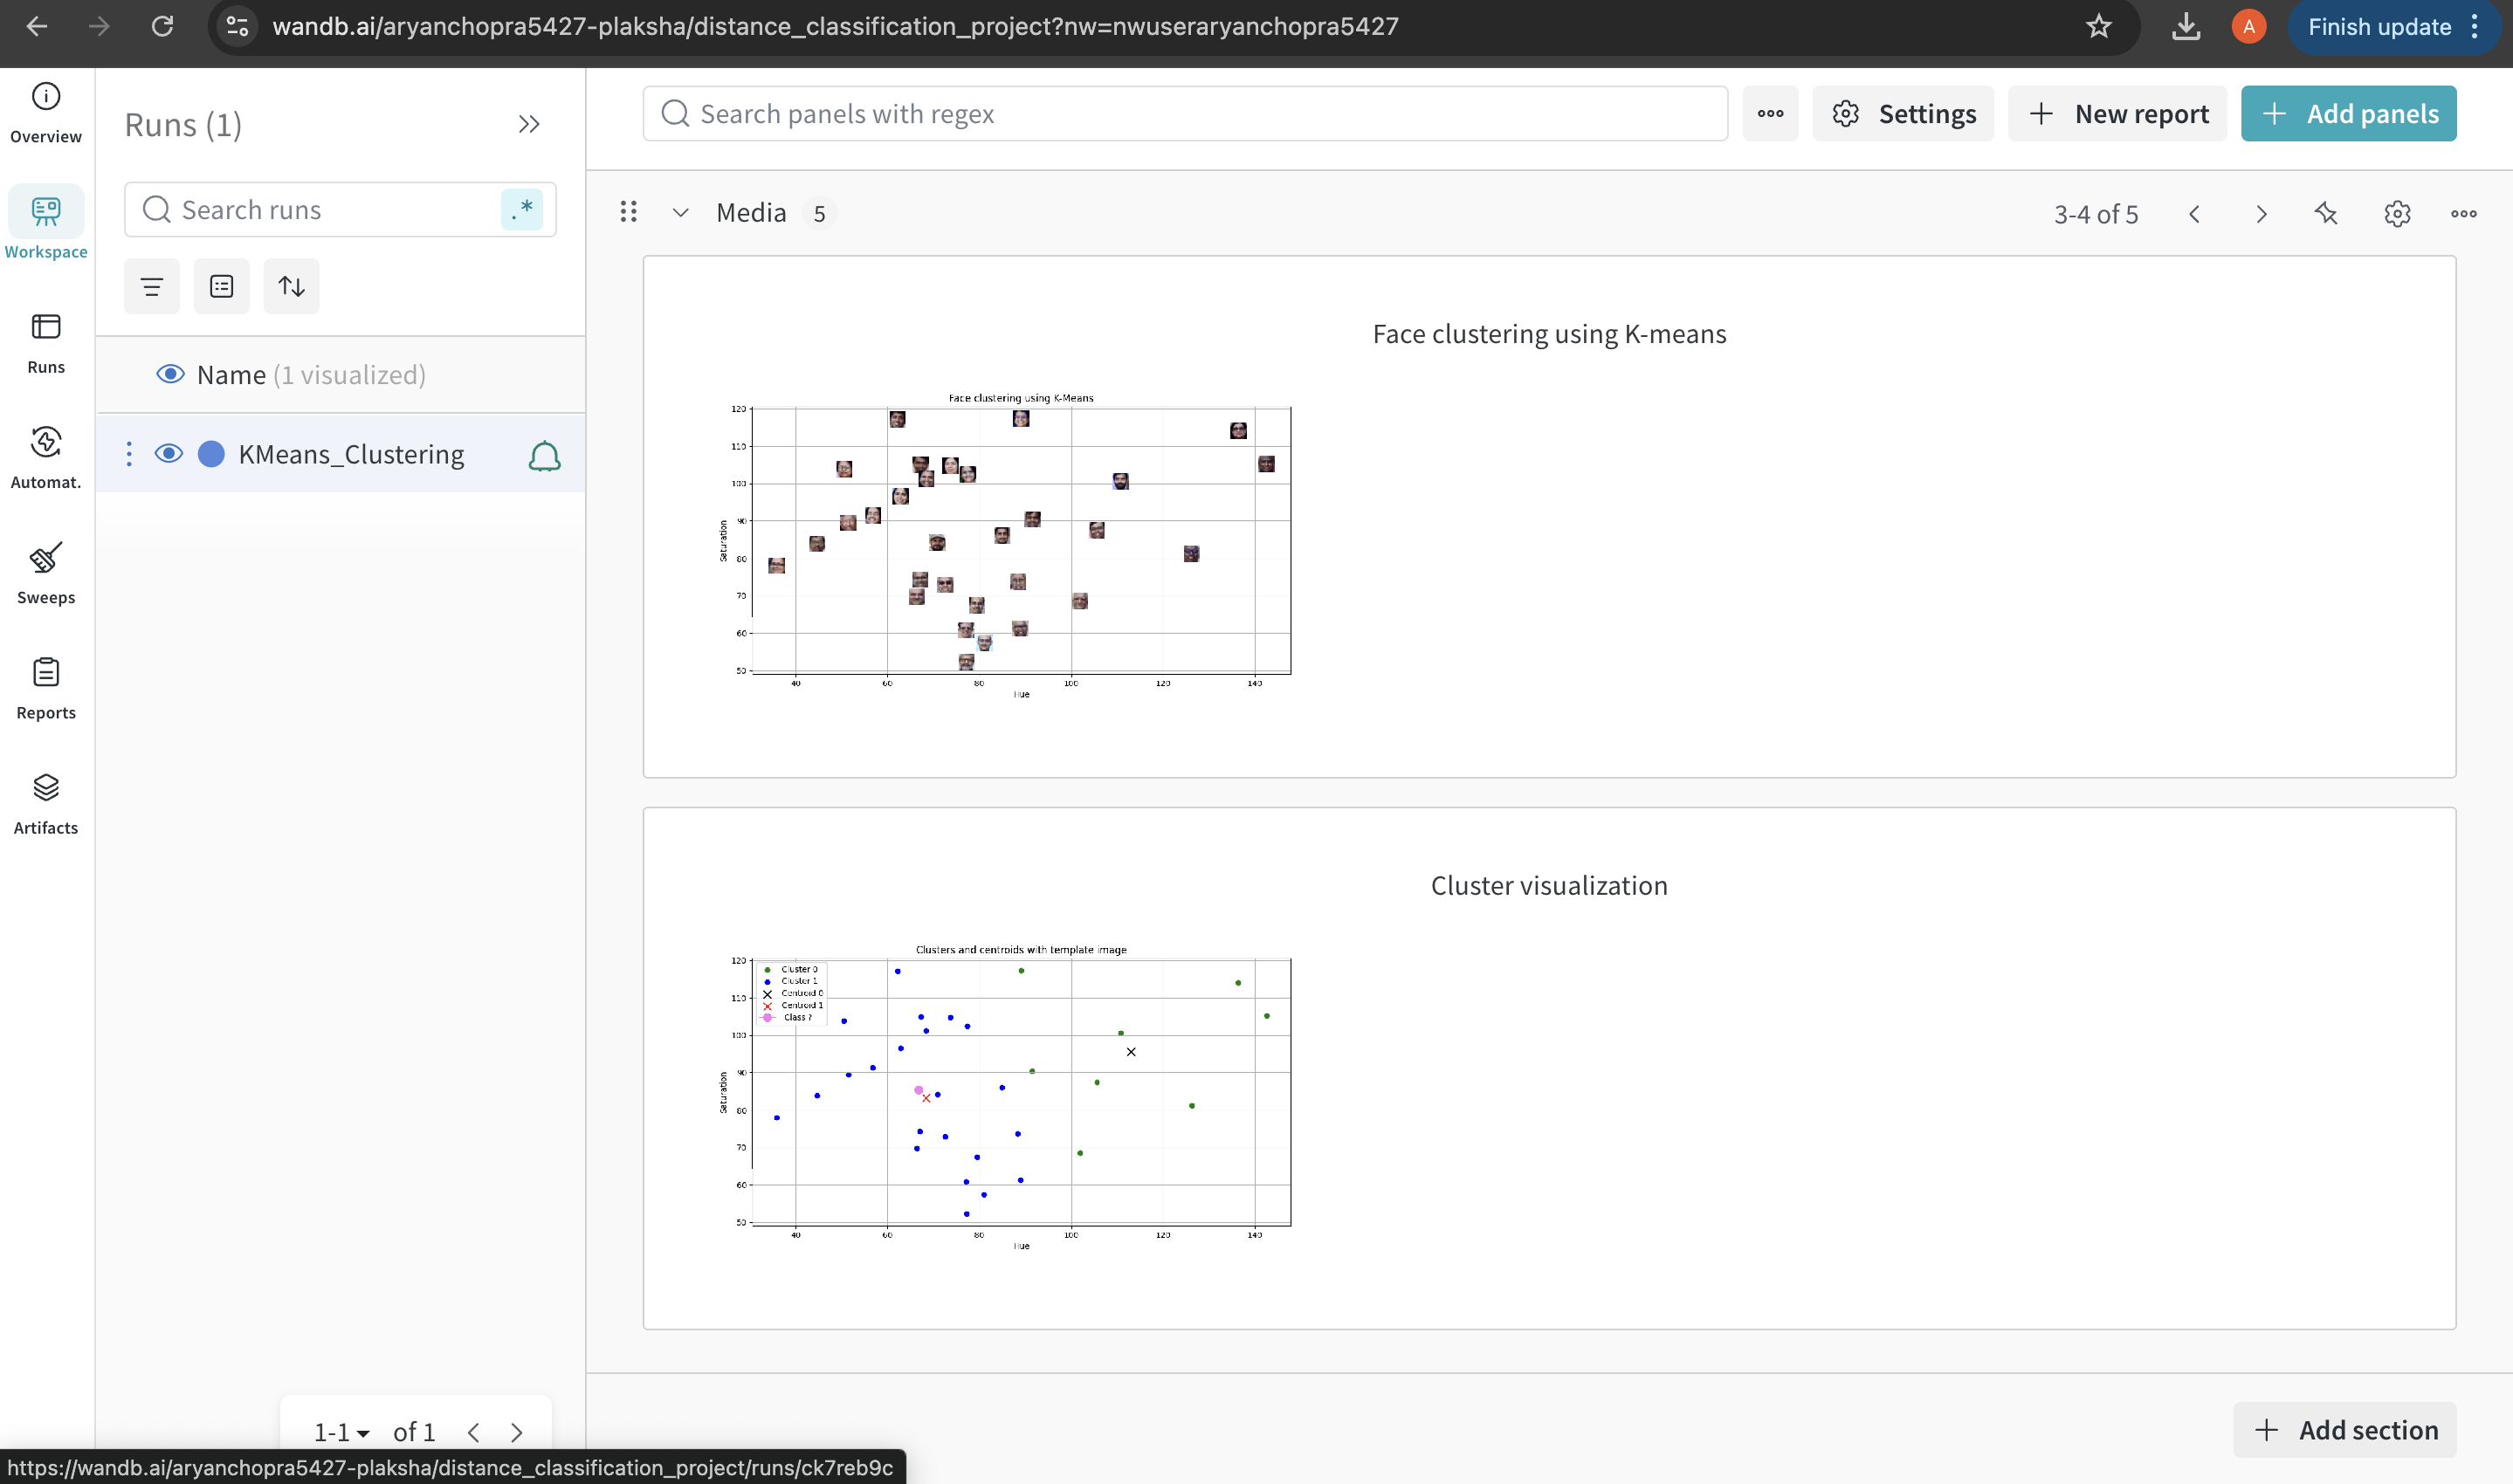 wandb.ai/aryanchopra5427-plaksha/distance_classification_project?nw=nwuseraryanchopra5427
A
Finish update
Overview
Workspace
Runs
Automat.
Sweeps
Reports
Artifacts
Runs (1)
Search runs
.*
Name (1 visualized)
KMeans_Clustering
1-1 of 1
Search panels with regex
Settings
New report
Add panels
Media 5
3-4 of 5
Face clustering using K-means
Face clustering using K-Means
120
110
100
90
80
70
60
50
Saturation
40 60 80 100 120 140
Hue
Cluster visualization
Clusters and centroids with template image
Cluster 0
Cluster 1
Centroid 0
Centroid 1
Class ?
120
110
100
90
80
70
60
50
Saturation
40 60 80 100 120 140
Hue
Add section
https://wandb.ai/aryanchopra5427-plaksha/distance_classification_project/runs/ck7reb9c